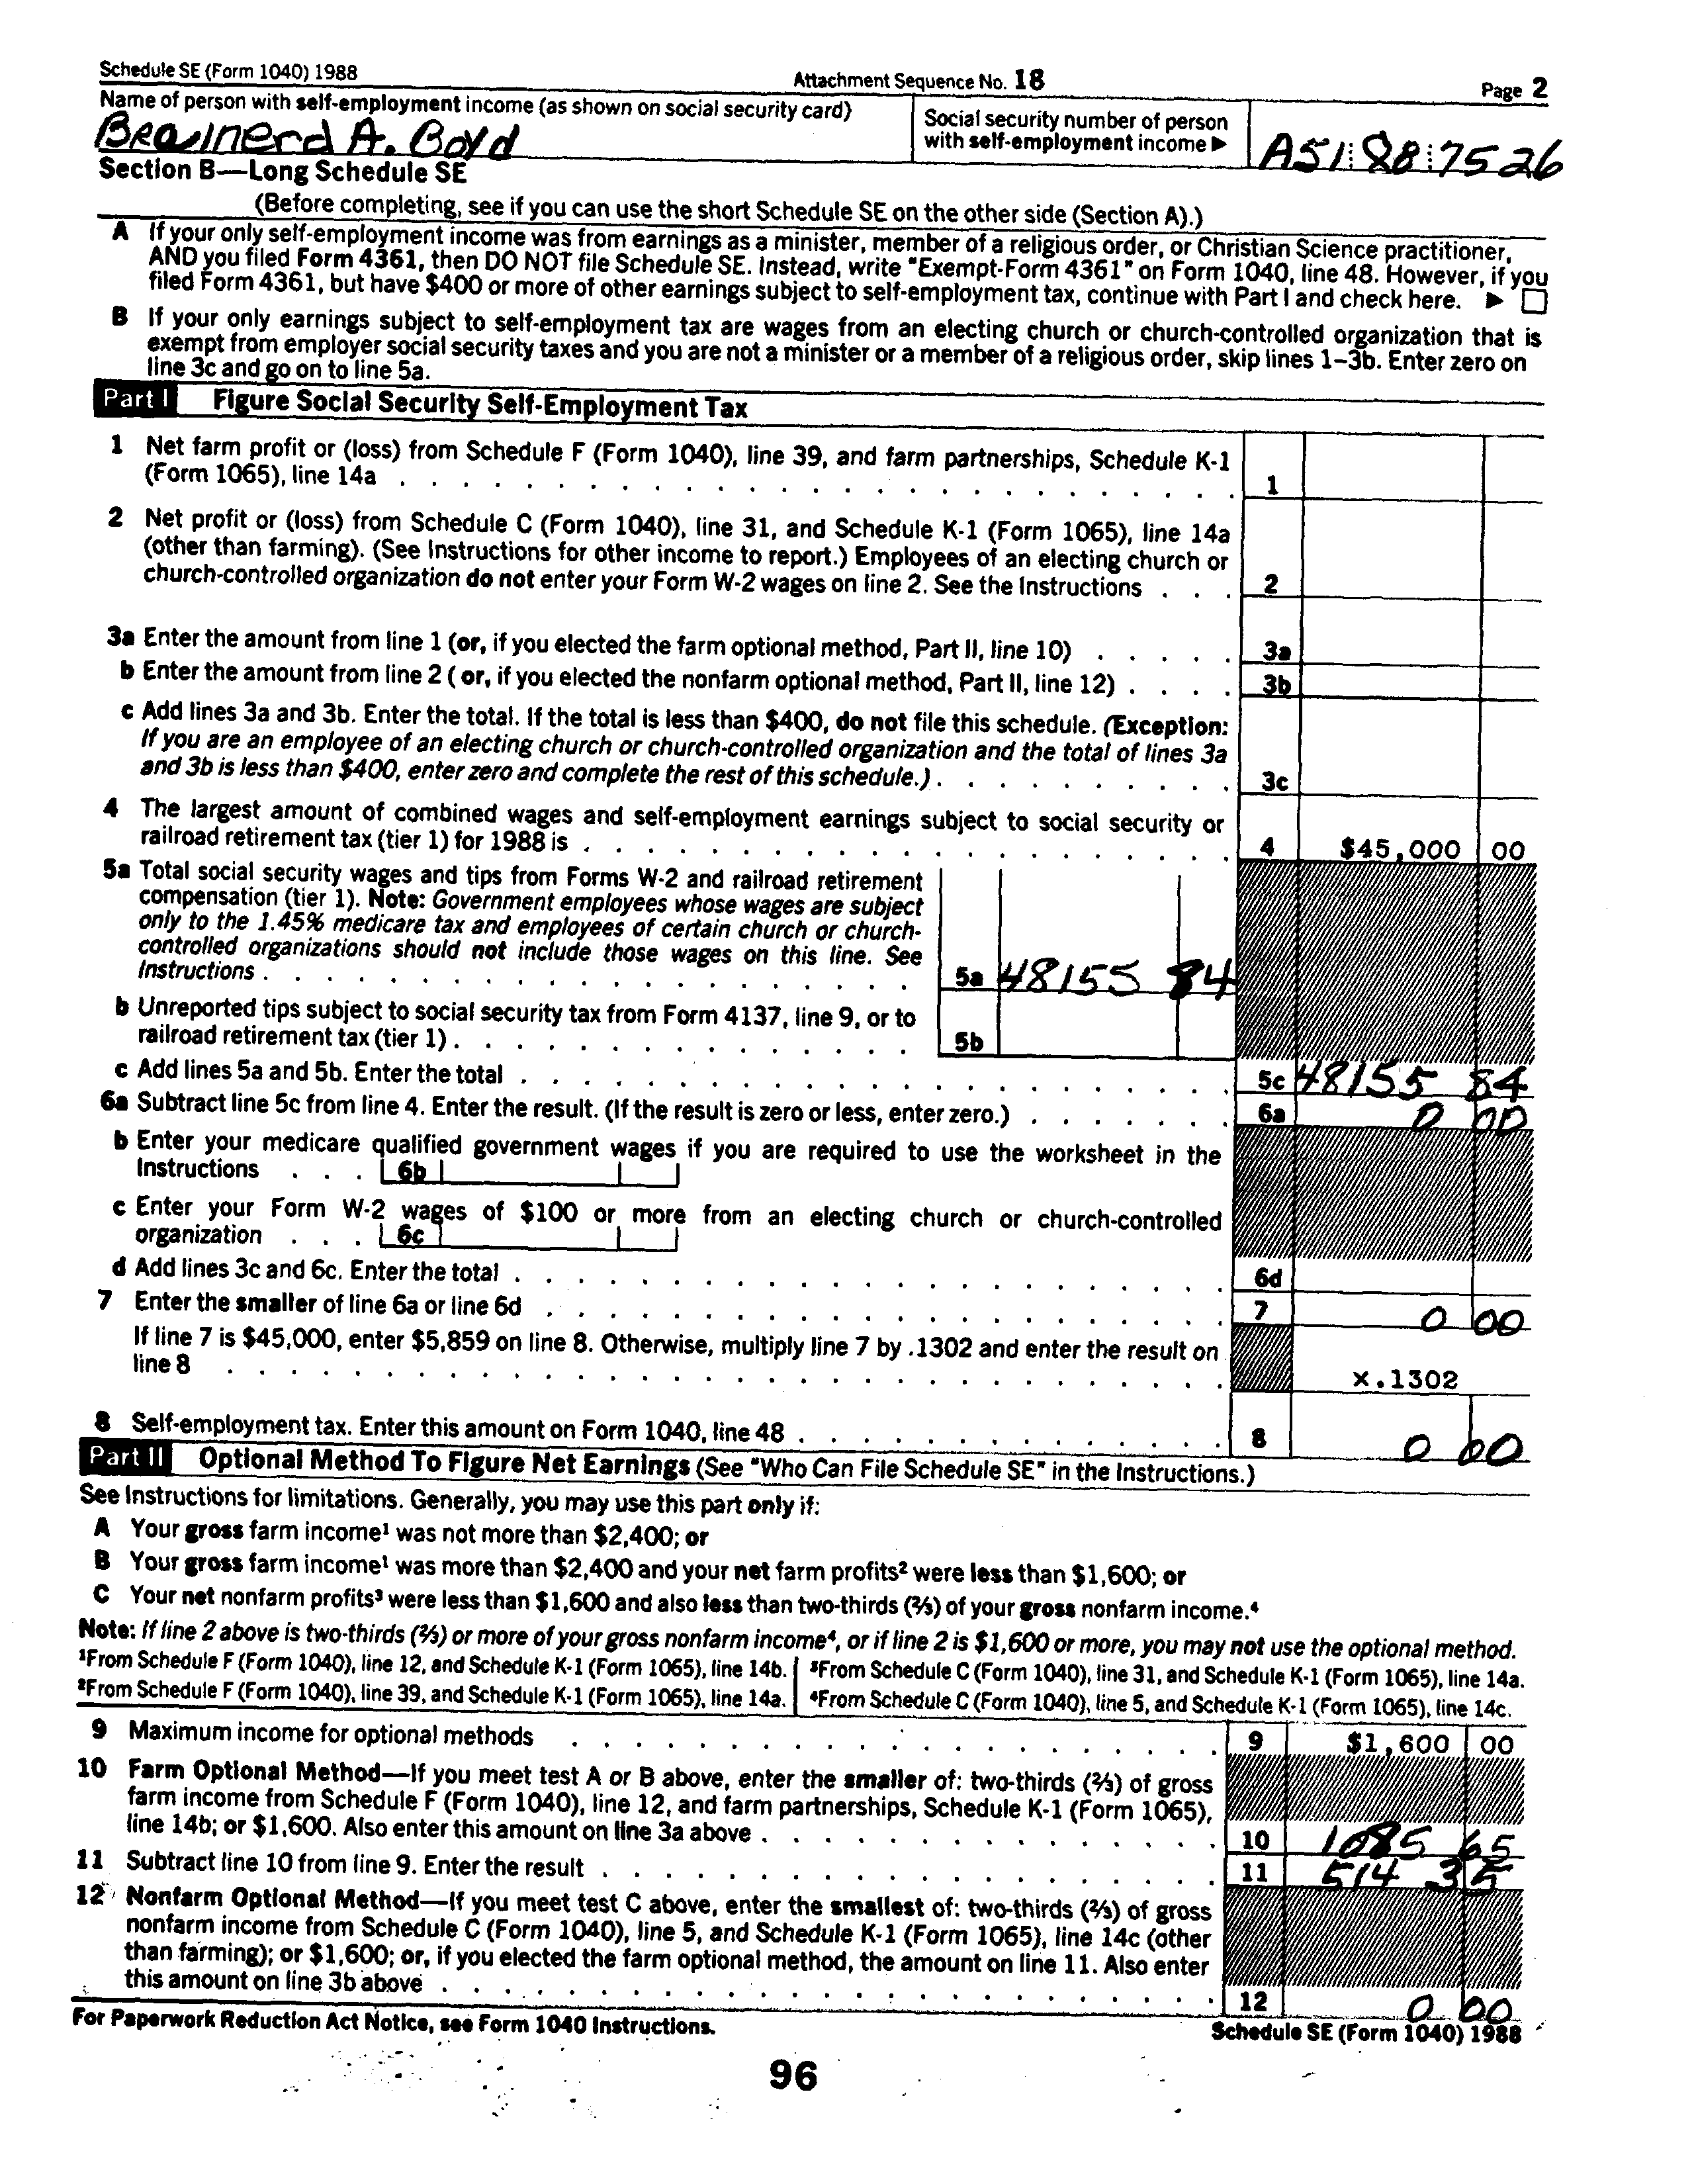 Schedule SE (Form 1040) 1988 Attachment Sequence No. 18 Page 2
Name of person with self-employment income (as shown on social security card)
Brainerd A. Boyd
Social security number of person
with self-employment income ▶ A51:88:7526
Section B—Long Schedule SE
(Before completing, see if you can use the short Schedule SE on the other side (Section A).)
A If your only self-employment income was from earnings as a minister, member of a religious order, or Christian Science practitioner,
AND you filed Form 4361, then DO NOT file Schedule SE. Instead, write "Exempt-Form 4361" on Form 1040, line 48. However, if you
filed Form 4361, but have $400 or more of other earnings subject to self-employment tax, continue with Part I and check here. ▶ ☐
B If your only earnings subject to self-employment tax are wages from an electing church or church-controlled organization that is
exempt from employer social security taxes and you are not a minister or a member of a religious order, skip lines 1–3b. Enter zero on
line 3c and go on to line 5a.
Part I Figure Social Security Self-Employment Tax
1 Net farm profit or (loss) from Schedule F (Form 1040), line 39, and farm partnerships, Schedule K-1
(Form 1065), line 14a . . . 1
2 Net profit or (loss) from Schedule C (Form 1040), line 31, and Schedule K-1 (Form 1065), line 14a
(other than farming). (See Instructions for other income to report.) Employees of an electing church or
church-controlled organization do not enter your Form W-2 wages on line 2. See the Instructions . . . 2
3a Enter the amount from line 1 (or, if you elected the farm optional method, Part II, line 10) . . . . . 3a
b Enter the amount from line 2 ( or, if you elected the nonfarm optional method, Part II, line 12) . . . . 3b
c Add lines 3a and 3b. Enter the total. If the total is less than $400, do not file this schedule. (Exception:
If you are an employee of an electing church or church-controlled organization and the total of lines 3a
and 3b is less than $400, enter zero and complete the rest of this schedule.) . . . 3c
4 The largest amount of combined wages and self-employment earnings subject to social security or
railroad retirement tax (tier 1) for 1988 is . . . 4 $45,000 00
5a Total social security wages and tips from Forms W-2 and railroad retirement
compensation (tier 1). Note: Government employees whose wages are subject
only to the 1.45% medicare tax and employees of certain church or church-
controlled organizations should not include those wages on this line. See
Instructions . . . 5a 48155 84
b Unreported tips subject to social security tax from Form 4137, line 9, or to
railroad retirement tax (tier 1) . . . 5b
c Add lines 5a and 5b. Enter the total . . . 5c 48155 84
6a Subtract line 5c from line 4. Enter the result. (If the result is zero or less, enter zero.) . . . 6a 0 00
b Enter your medicare qualified government wages if you are required to use the worksheet in the
Instructions . . . 6b
c Enter your Form W-2 wages of $100 or more from an electing church or church-controlled
organization . . . 6c
d Add lines 3c and 6c. Enter the total . . . 6d
7 Enter the smaller of line 6a or line 6d . . . 7 0 00
If line 7 is $45,000, enter $5,859 on line 8. Otherwise, multiply line 7 by .1302 and enter the result on
line 8 . . . x.1302
8 Self-employment tax. Enter this amount on Form 1040, line 48 . . . 8 0 00
Part II Optional Method To Figure Net Earnings (See "Who Can File Schedule SE" in the Instructions.)
See Instructions for limitations. Generally, you may use this part only if:
A Your gross farm income¹ was not more than $2,400; or
B Your gross farm income¹ was more than $2,400 and your net farm profits² were less than $1,600; or
C Your net nonfarm profits³ were less than $1,600 and also less than two-thirds (⅔) of your gross nonfarm income.⁴
Note: If line 2 above is two-thirds (⅔) or more of your gross nonfarm income⁴, or if line 2 is $1,600 or more, you may not use the optional method.
¹From Schedule F (Form 1040), line 12, and Schedule K-1 (Form 1065), line 14b. ³From Schedule C (Form 1040), line 31, and Schedule K-1 (Form 1065), line 14a.
²From Schedule F (Form 1040), line 39, and Schedule K-1 (Form 1065), line 14a. ⁴From Schedule C (Form 1040), line 5, and Schedule K-1 (Form 1065), line 14c.
9 Maximum income for optional methods . . . 9 $1,600 00
10 Farm Optional Method—If you meet test A or B above, enter the smaller of: two-thirds (⅔) of gross
farm income from Schedule F (Form 1040), line 12, and farm partnerships, Schedule K-1 (Form 1065),
line 14b; or $1,600. Also enter this amount on line 3a above . . . 10 1085 65
11 Subtract line 10 from line 9. Enter the result . . . 11 514 35
12 Nonfarm Optional Method—If you meet test C above, enter the smallest of: two-thirds (⅔) of gross
nonfarm income from Schedule C (Form 1040), line 5, and Schedule K-1 (Form 1065), line 14c (other
than farming); or $1,600; or, if you elected the farm optional method, the amount on line 11. Also enter
this amount on line 3b above . . . 12 0 00
For Paperwork Reduction Act Notice, see Form 1040 Instructions. Schedule SE (Form 1040) 1988
96